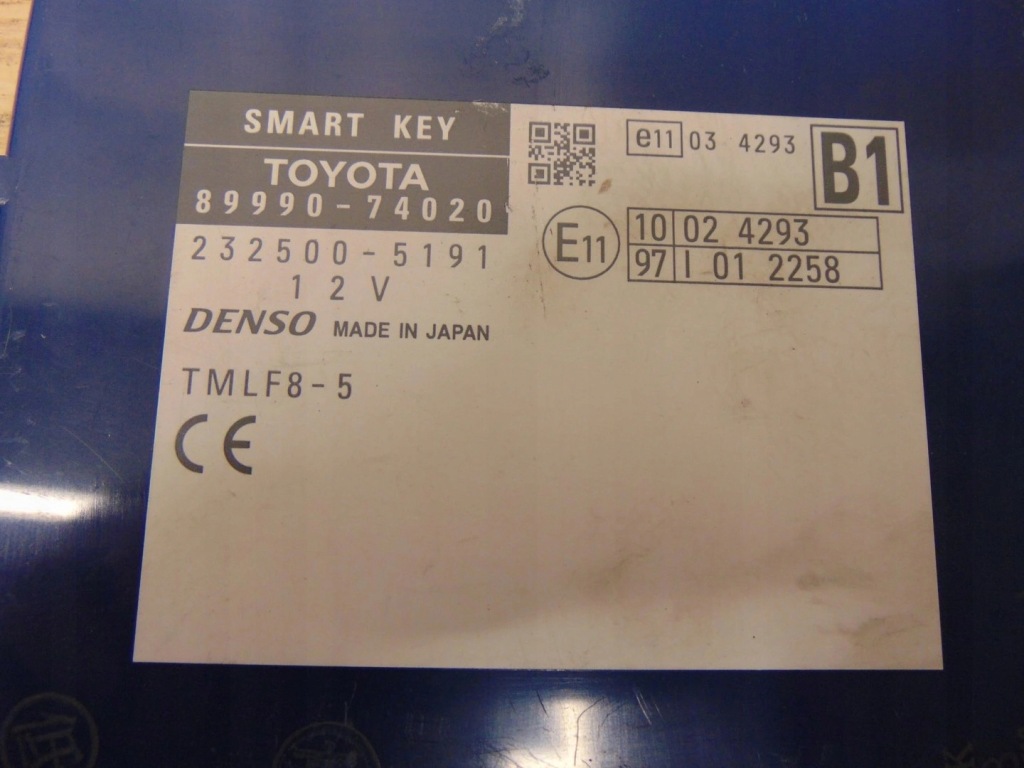 SMART KEY
TOYOTA
89990-74020
232500-5191
12V
DENSO MADE IN JAPAN
TMLF8-5
CE
e11 03 4293
B1
E11
10 02 4293
97 I 01 2258